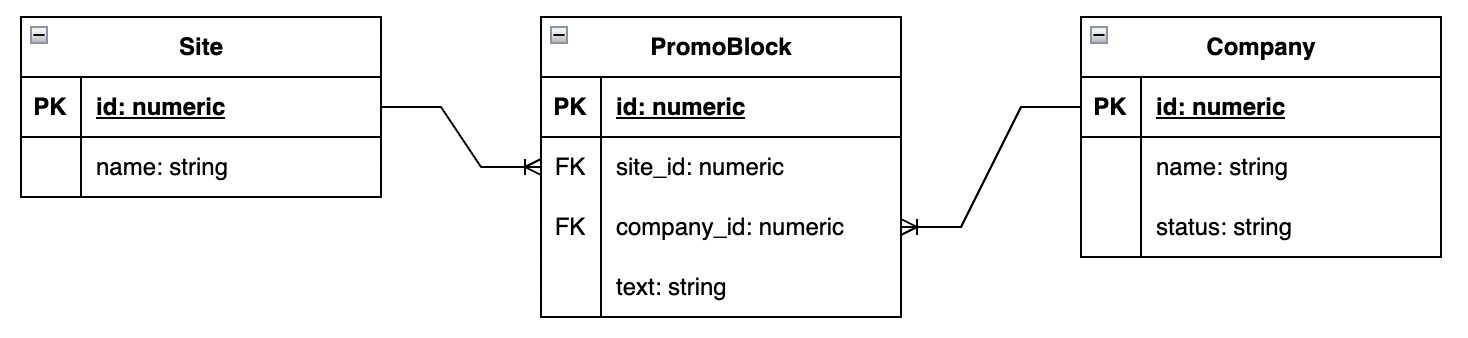 Site
PK id: numeric
name: string
PromoBlock
PK id: numeric
FK site_id: numeric
FK company_id: numeric
text: string
Company
PK id: numeric
name: string
status: string